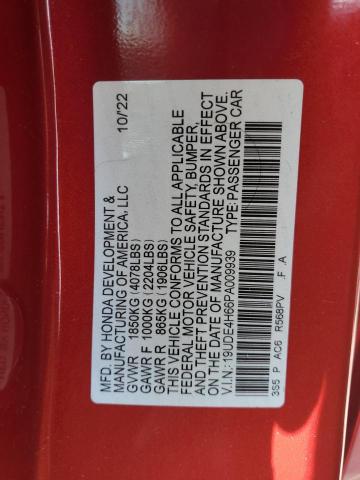 MFD. BY HONDA DEVELOPMENT &
MANUFACTURING OF AMERICA, LLC 10/'22
GVWR 1850KG (4078LBS)
GAWR F 1000KG (2204LBS)
GAWR R 865KG (1906LBS)
THIS VEHICLE CONFORMS TO ALL APPLICABLE
FEDERAL MOTOR VEHICLE SAFETY, BUMPER,
AND THEFT PREVENTION STANDARDS IN EFFECT
ON THE DATE OF MANUFACTURE SHOWN ABOVE.
V.I.N.:19UDE4H66PA009939 TYPE:PASSENGER CAR
3S5 P AC6 R568PV .F .A